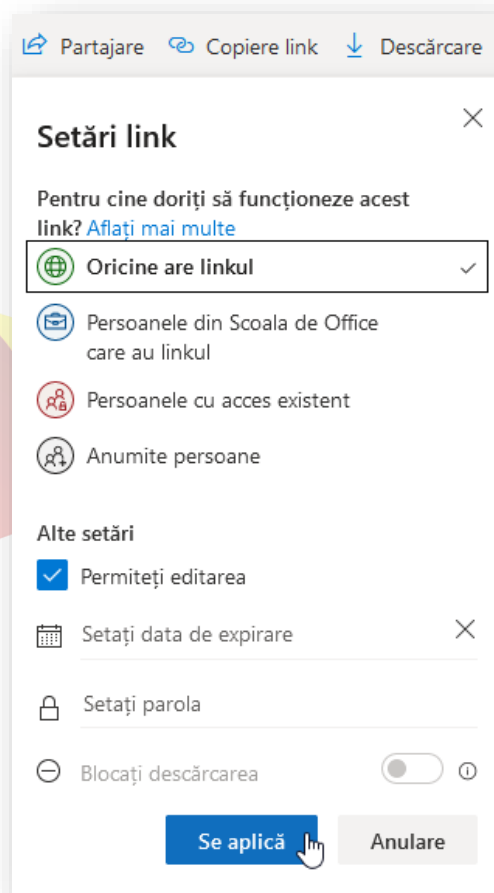 Partajare Copiere link Descărcare
Setări link
Pentru cine doriți să funcționeze acest
link? Aflați mai multe
Oricine are linkul
Persoanele din Scoala de Office
care au linkul
Persoanele cu acces existent
Anumite persoane
Alte setări
Permiteți editarea
Setați data de expirare
Setați parola
Blocați descărcarea
Se aplică Anulare